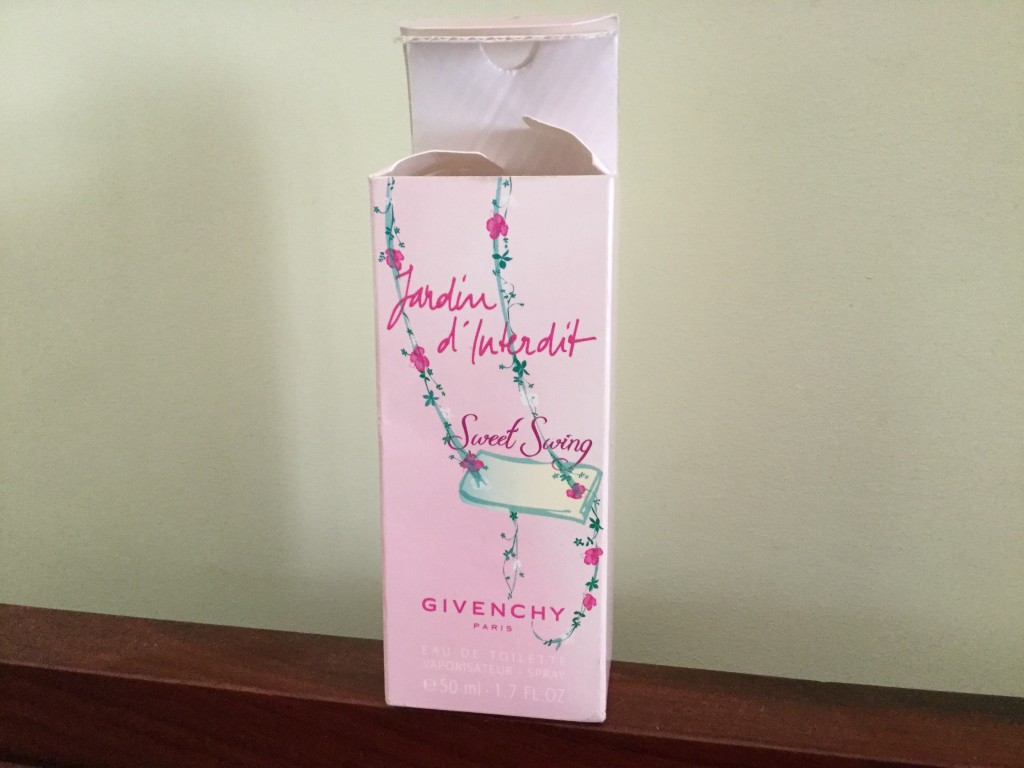 Jardin
d'Interdit
Sweet Swing
GIVENCHY
PARIS
EAU DE TOILETTE
VAPORISATEUR - SPRAY
℮50 ml - 1.7 FL OZ